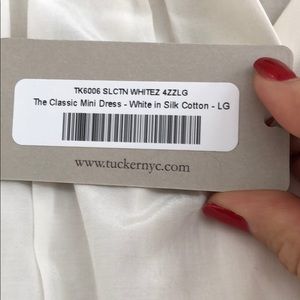 TK6006 SLCTN WHITEZ 4ZZLG
The Classic Mini Dress - White in Silk Cotton - LG
www.tuckernyc.com